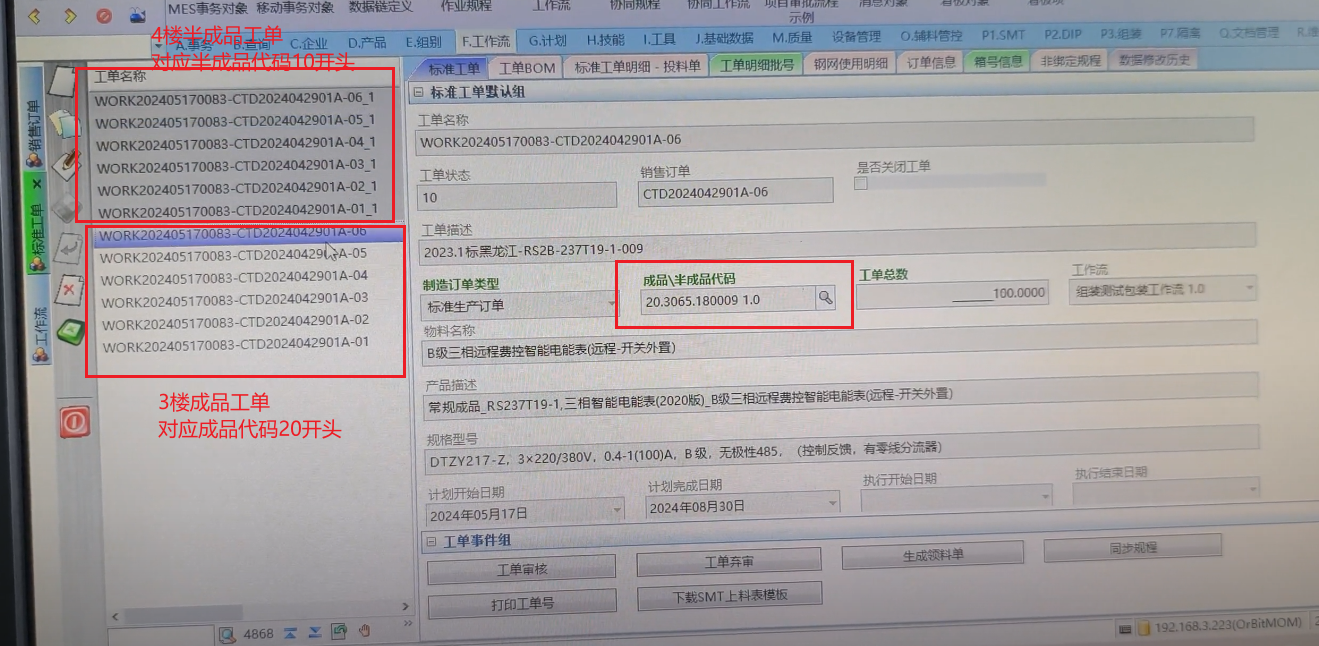 MES事务对象 移动事务对象 数据链定义 作业规程 工作流 协同规程 协同工作流 项目审批流程示例 消息对象 看板对象 看板项
A.事务 B.查询 C.企业 D.产品 E.组别 F.工作流 G.计划 H.技能 I.工具 J.基础数据 M.质量 设备管理 O.辅料管控 P1.SMT P2.DIP P3.组装 P7.隔离 Q.文档管理
4楼半成品工单
对应半成品代码10开头
销售订单
标准工单
工作流
工单名称
WORK202405170083-CTD2024042901A-06_1
WORK202405170083-CTD2024042901A-05_1
WORK202405170083-CTD2024042901A-04_1
WORK202405170083-CTD2024042901A-03_1
WORK202405170083-CTD2024042901A-02_1
WORK202405170083-CTD2024042901A-01_1
WORK202405170083-CTD2024042901A-06
WORK202405170083-CTD2024042901A-05
WORK202405170083-CTD2024042901A-04
WORK202405170083-CTD2024042901A-03
WORK202405170083-CTD2024042901A-02
WORK202405170083-CTD2024042901A-01
3楼成品工单
对应成品代码20开头
4868
标准工单 工单BOM 标准工单明细 - 投料单 工单明细批号 钢网使用明细 订单信息 箱号信息 非绑定规程 数据修改历史
标准工单默认组
工单名称
WORK202405170083-CTD2024042901A-06
工单状态 销售订单 是否关闭工单
10 CTD2024042901A-06
工单描述
2023.1标黑龙江-RS2B-237T19-1-009
制造订单类型 成品\半成品代码 工单总数 工作流
标准生产订单 20.3065.180009 1.0 ______100.0000 组装测试包装工作流 1.0
物料名称
B级三相远程费控智能电能表(远程-开关外置)
产品描述
常规成品_RS237T19-1,三相智能电能表(2020版)_B级三相远程费控智能电能表(远程-开关外置)
规格型号
DTZY217-Z，3×220/380V，0.4-1(100)A，B 级，无极性485，（控制反馈，有零线分流器）
计划开始日期 计划完成日期 执行开始日期 执行结束日期
2024年05月17日 2024年08月30日
工单事件组
工单审核 工单弃审 生成领料单 同步规程
打印工单号 下载SMT上料表模板
192.168.3.223(OrBitMOM)